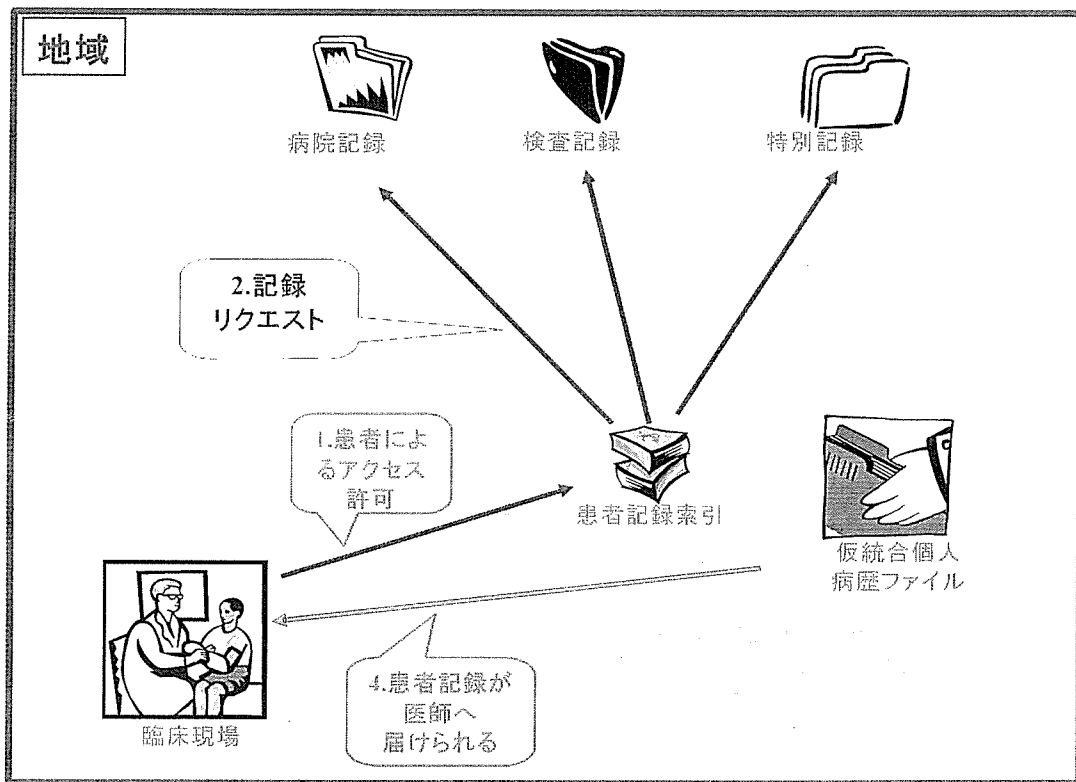 地域
病院記録
検査記録
特別記録
2.記録
リクエスト
1.患者によ
るアクセス
許可
患者記録索引
仮統合個人
病歴ファイル
臨床現場
4.患者記録が
医師へ
届けられる